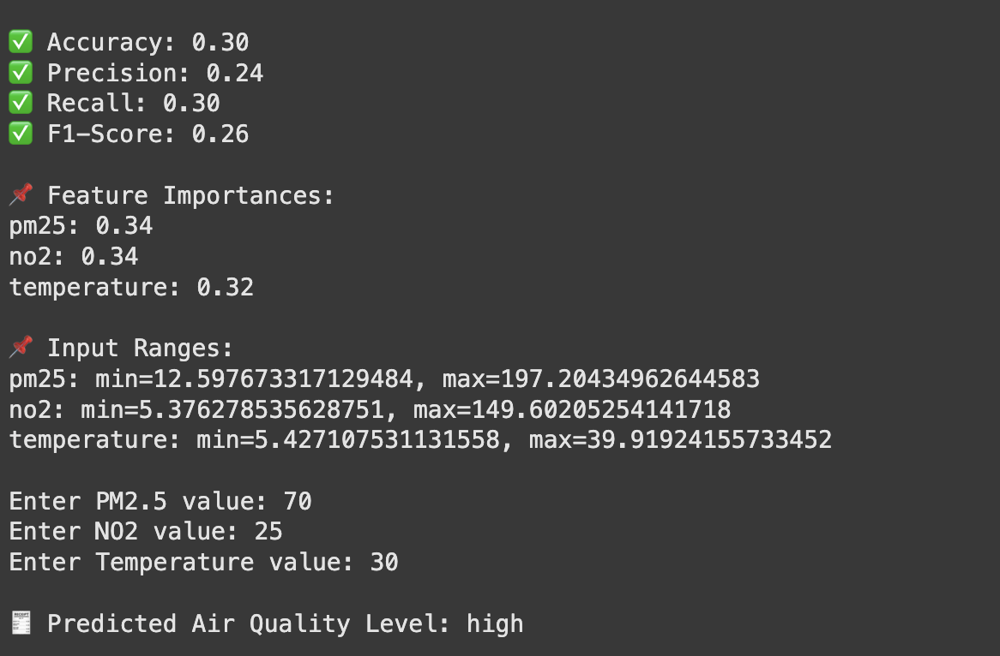 ✅ Accuracy: 0.30
✅ Precision: 0.24
✅ Recall: 0.30
✅ F1-Score: 0.26
📌 Feature Importances:
pm25: 0.34
no2: 0.34
temperature: 0.32
📌 Input Ranges:
pm25: min=12.597673317129484, max=197.20434962644583
no2: min=5.376278535628751, max=149.60205254141718
temperature: min=5.427107531131558, max=39.91924155733452
Enter PM2.5 value: 70
Enter NO2 value: 25
Enter Temperature value: 30
🧾 Predicted Air Quality Level: high